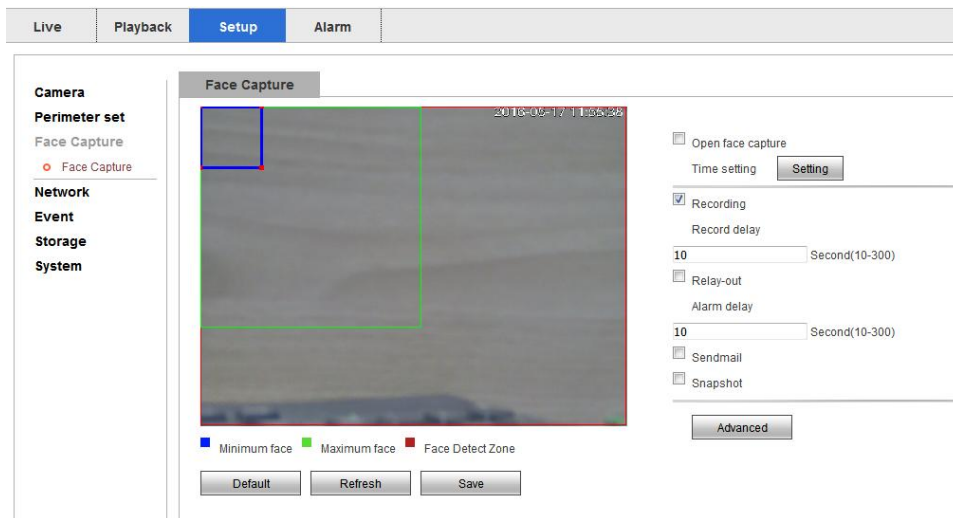 Live Playback Setup Alarm
Camera
Perimeter set
Face Capture
Face Capture
Network
Event
Storage
System
Face Capture
2018-05-17 11:55:38
Minimum face Maximum face Face Detect Zone
Default Refresh Save
Open face capture
Time setting Setting
Recording
Record delay
10 Second(10-300)
Relay-out
Alarm delay
10 Second(10-300)
Sendmail
Snapshot
Advanced